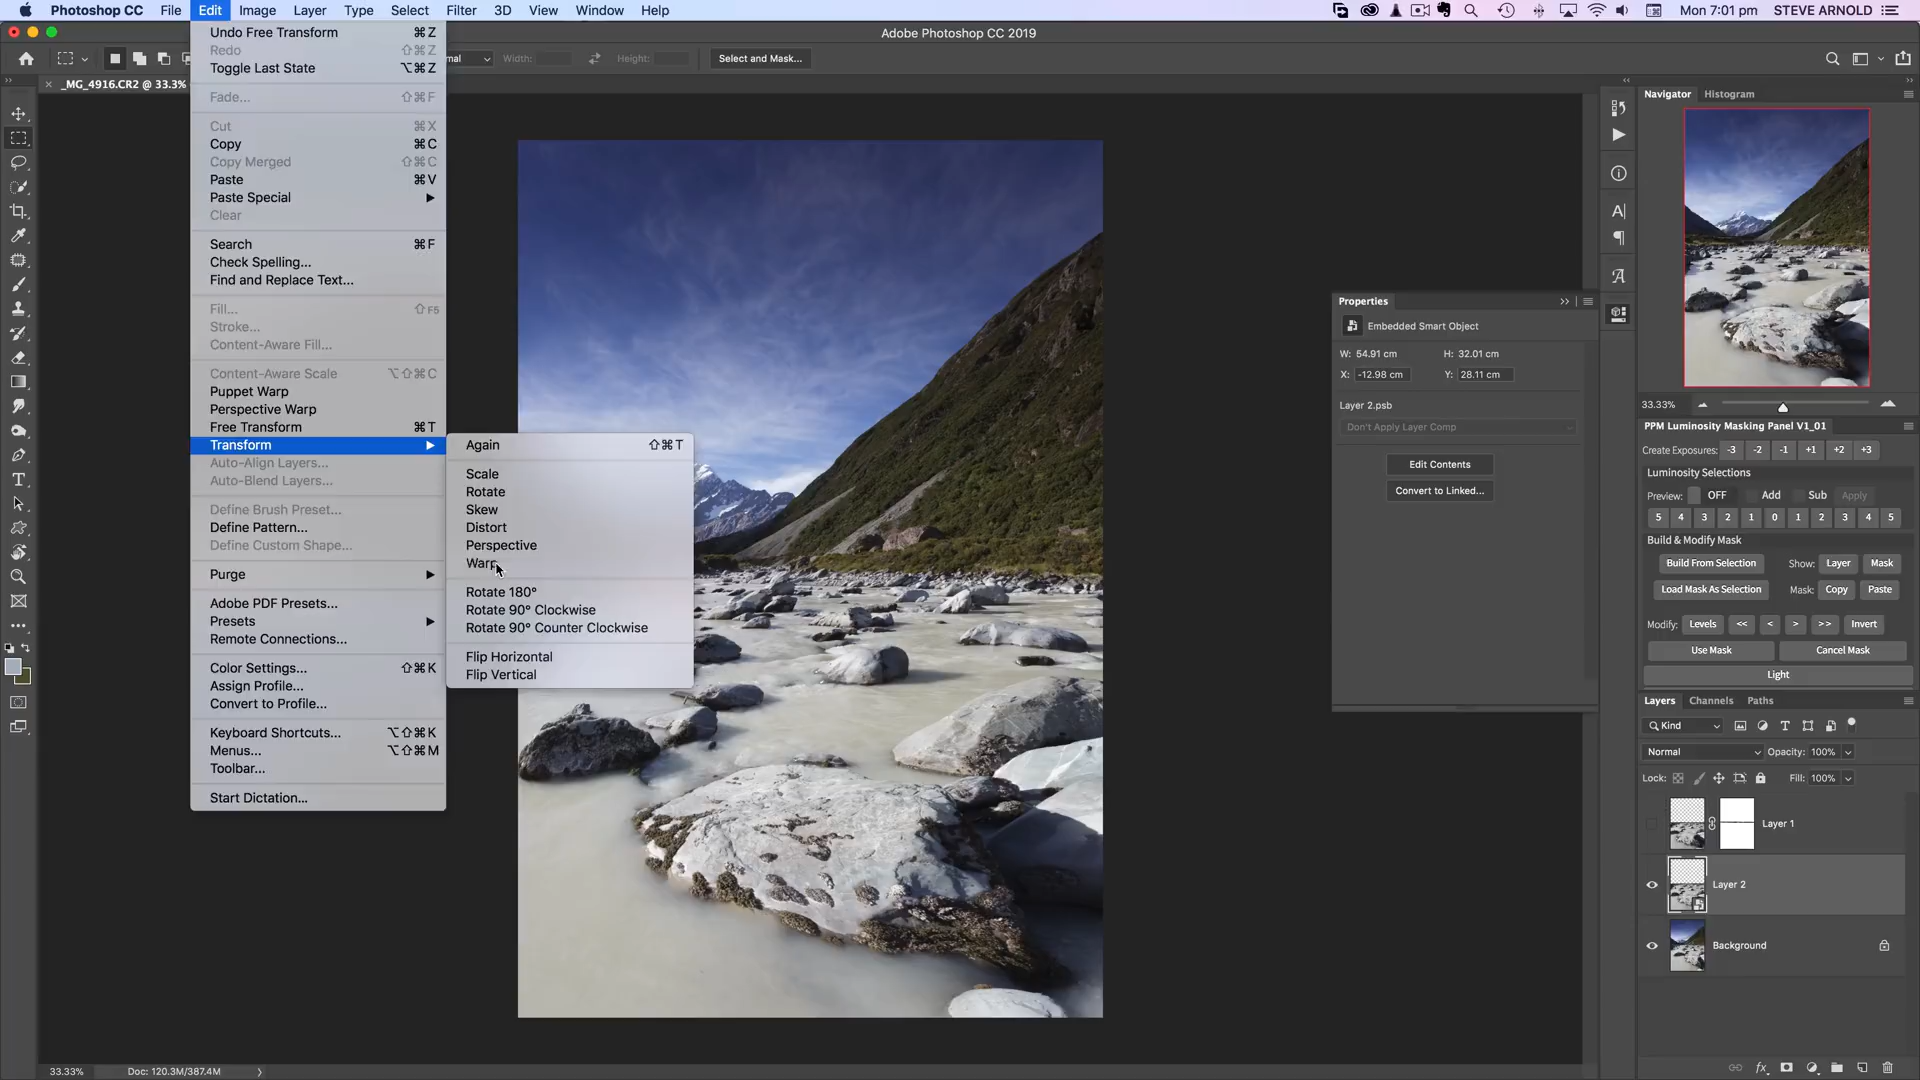 Photoshop CC File Edit Image Layer Type Select Filter 3D View Window Help Mon 7:01 pm STEVE ARNOLD
Adobe Photoshop CC 2019
mal Width: Height: Select and Mask...
_MG_4916.CR2 @ 33.3%
Undo Free Transform ⌘Z
Redo ⇧⌘Z
Toggle Last State ⌥⌘Z
Fade... ⇧⌘F
Cut ⌘X
Copy ⌘C
Copy Merged ⇧⌘C
Paste ⌘V
Paste Special
Clear
Search ⌘F
Check Spelling...
Find and Replace Text...
Fill... ⇧F5
Stroke...
Content-Aware Fill...
Content-Aware Scale ⌥⇧⌘C
Puppet Warp
Perspective Warp
Free Transform ⌘T
Transform
Auto-Align Layers...
Auto-Blend Layers...
Define Brush Preset...
Define Pattern...
Define Custom Shape...
Purge
Adobe PDF Presets...
Presets
Remote Connections...
Color Settings... ⇧⌘K
Assign Profile...
Convert to Profile...
Keyboard Shortcuts... ⌥⇧⌘K
Menus... ⌥⇧⌘M
Toolbar...
Start Dictation...
Again ⇧⌘T
Scale
Rotate
Skew
Distort
Perspective
Warp
Rotate 180°
Rotate 90° Clockwise
Rotate 90° Counter Clockwise
Flip Horizontal
Flip Vertical
Properties
Embedded Smart Object
W: 54.91 cm H: 32.01 cm
X: -12.98 cm Y: 28.11 cm
Layer 2.psb
Don't Apply Layer Comp
Edit Contents
Convert to Linked...
Navigator Histogram
33.33%
PPM Luminosity Masking Panel V1_01
Create Exposures: -3 -2 -1 +1 +2 +3
Luminosity Selections
Preview: OFF Add Sub Apply
5 4 3 2 1 0 1 2 3 4 5
Build & Modify Mask
Build From Selection Show: Layer Mask
Load Mask As Selection Mask: Copy Paste
Modify: Levels << < > >> Invert
Use Mask Cancel Mask
Light
Layers Channels Paths
Kind
Normal Opacity: 100%
Lock: Fill: 100%
Layer 1
Layer 2
Background
33.33% Doc: 120.3M/387.4M